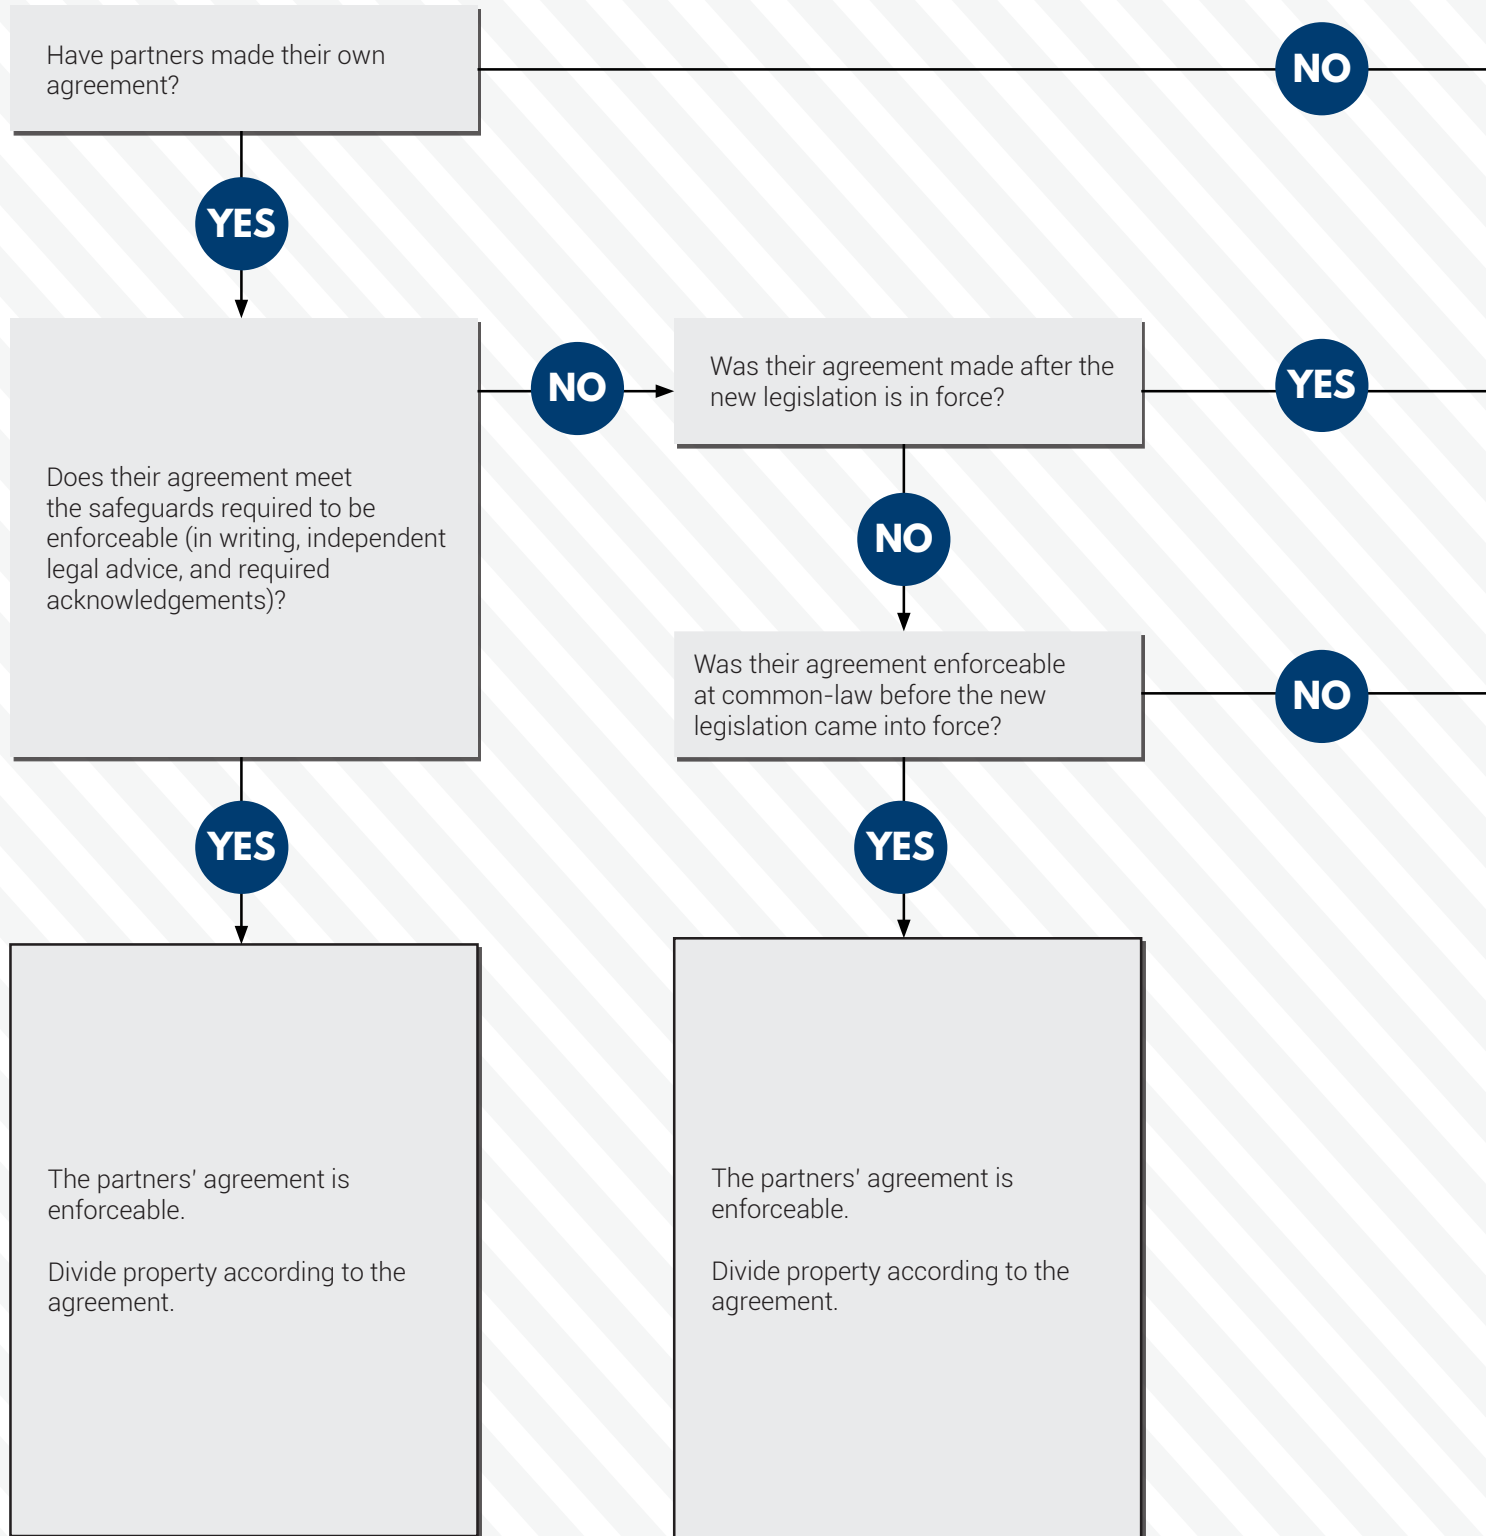 Have partners made their own
agreement?
NO
YES
Does their agreement meet
the safeguards required to be
enforceable (in writing, independent
legal advice, and required
acknowledgements)?
NO
Was their agreement made after the
new legislation is in force?
YES
NO
Was their agreement enforceable
at common-law before the new
legislation came into force?
NO
YES
YES
The partners' agreement is
enforceable.
Divide property according to the
agreement.
The partners' agreement is
enforceable.
Divide property according to the
agreement.